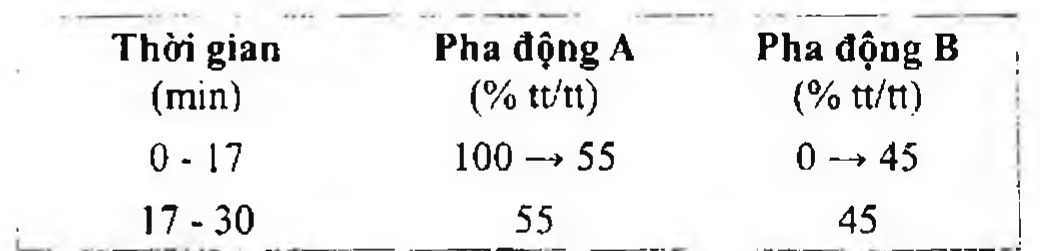 Thời gian Pha động A Pha động B
(min) (% tt/tt) (% tt/tt)
0 - 17 100 → 55 0 → 45
17 - 30 55 45